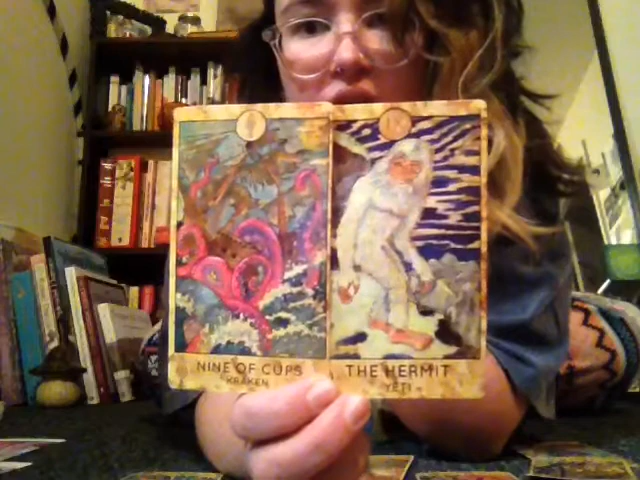 NINE OF CUPS
KRAKEN
THE HERMIT
YETI